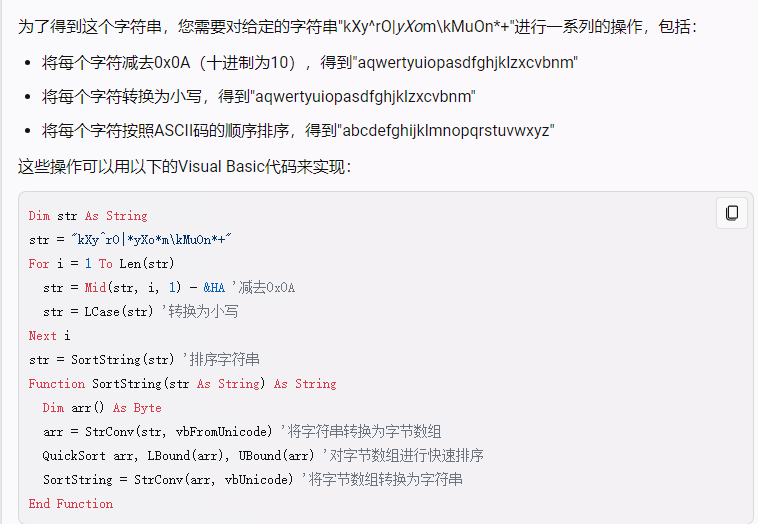 为了得到这个字符串，您需要对给定的字符串"kXy^rO|yXom\kMuOn*+"进行一系列的操作，包括：
• 将每个字符减去0x0A（十进制为10），得到"aqwertyuiopasdfghjklzxcvbnm"
• 将每个字符转换为小写，得到"aqwertyuiopasdfghjklzxcvbnm"
• 将每个字符按照ASCII码的顺序排序，得到"abcdefghijklmnopqrstuvwxyz"
这些操作可以用以下的Visual Basic代码来实现：
Dim str As String
str = "kXy^rO|*yXo*m\kMuOn*+"
For i = 1 To Len(str)
  str = Mid(str, i, 1) - &HA '减去0x0A
  str = LCase(str) '转换为小写
Next i
str = SortString(str) '排序字符串
Function SortString(str As String) As String
  Dim arr() As Byte
  arr = StrConv(str, vbFromUnicode) '将字符串转换为字节数组
  QuickSort arr, LBound(arr), UBound(arr) '对字节数组进行快速排序
  SortString = StrConv(arr, vbUnicode) '将字节数组转换为字符串
End Function